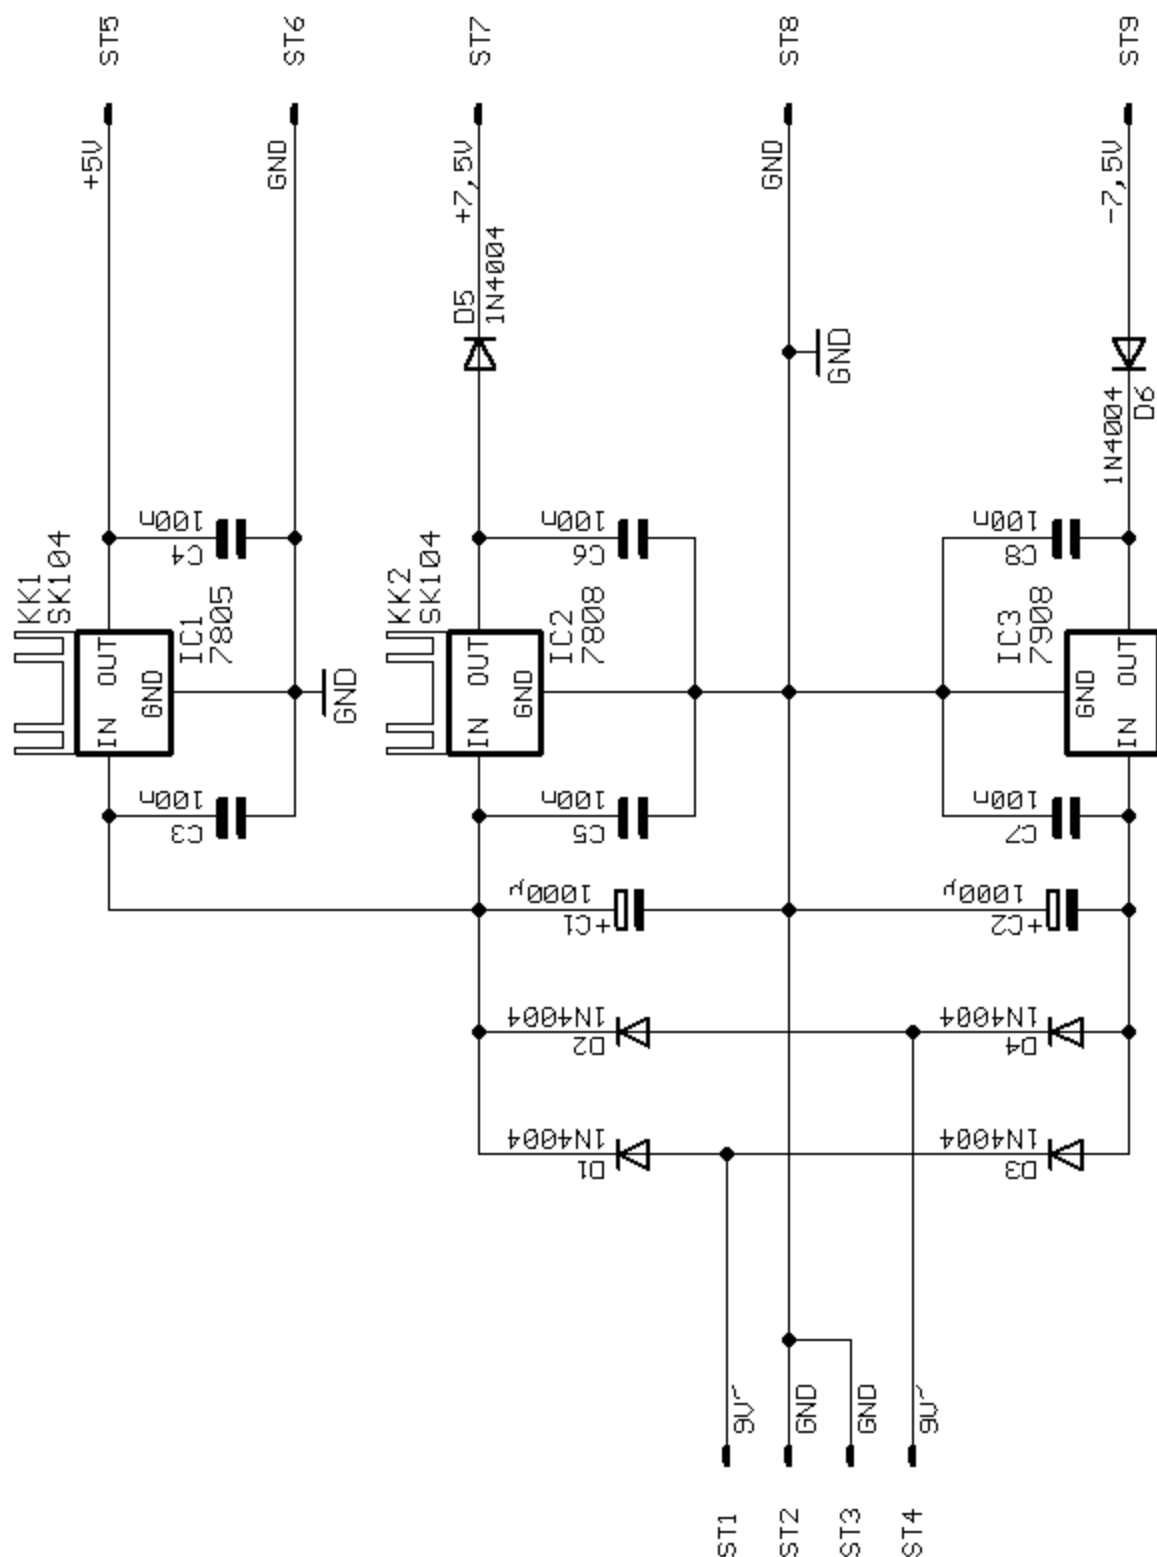 ST5
ST6
ST7
ST8
ST9
+5V
GND
+7,5V
GND
-7,5V
D5
1N4004
GND
1N4004
D6
100n
C4
100n
C6
100n
C8
KK1
SK104
IC1
7805
IN
OUT
GND
GND
KK2
SK104
IC2
7808
IN
OUT
GND
IC3
7908
IN
OUT
GND
100n
C3
100n
C5
100n
C7
1000µ
+C1
1000µ
+C2
1N4004
D2
1N4004
D4
1N4004
D1
1N4004
D3
9V~
GND
GND
9V~
ST1
ST2
ST3
ST4